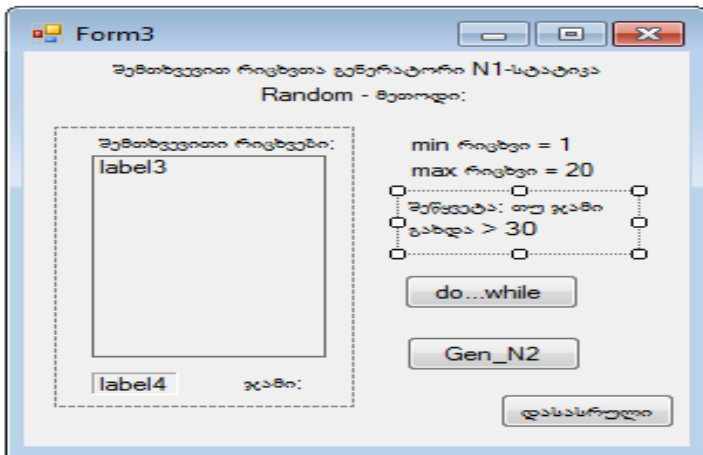 Form3
შემთხვევით რიცხვთა გენერატორი N1-სტატიკა
Random - მეთოდი:
შემთხვევითი რიცხვები:
label3
min რიცხვი = 1
max რიცხვი = 20
შეწყვეტა: თუ ჯამი
გახდა > 30
do...while
Gen_N2
label4
ჯამი:
დასასრული